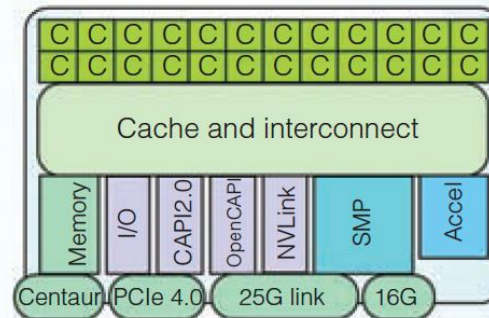 C C C C C C C C C C C C
C C C C C C C C C C C C
Cache and interconnect
Memory
I/O
CAPI2.0
OpenCAPI
NVLink
SMP
Accel
Centaur PCIe 4.0 25G link 16G